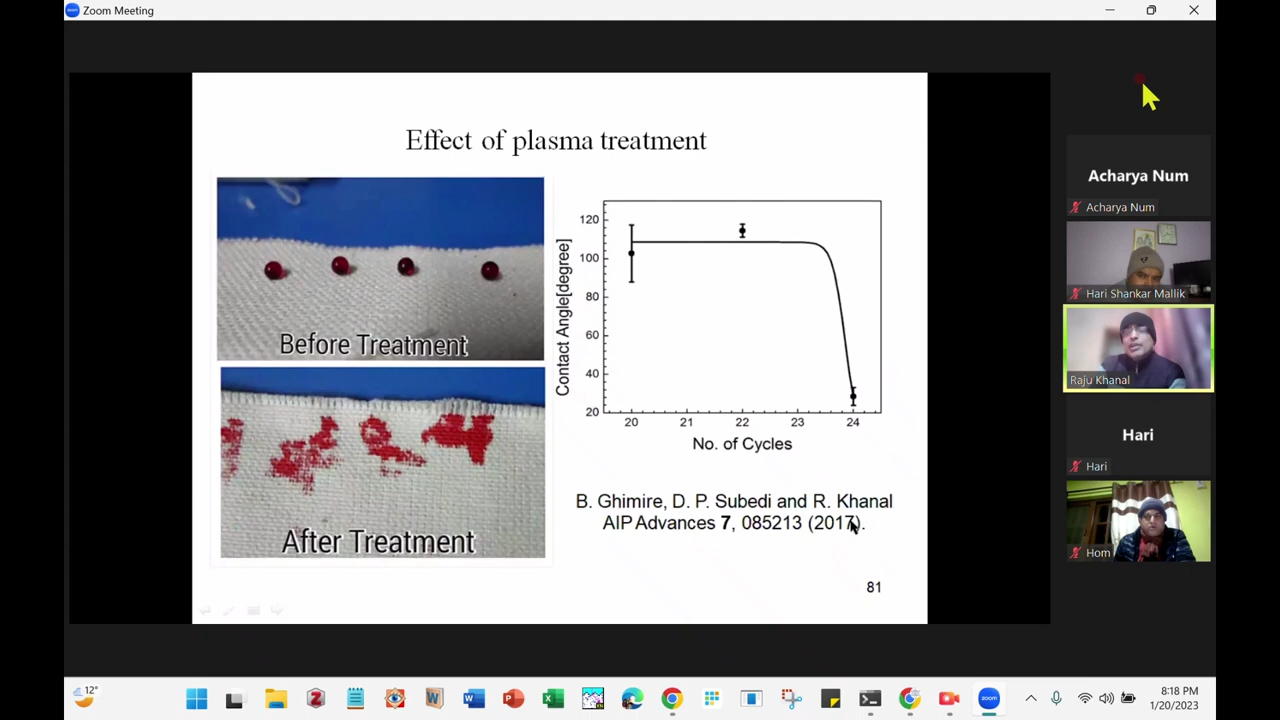 Zoom Meeting
Effect of plasma treatment
Before Treatment
After Treatment
Contact Angle[degree]
120
100
80
60
40
20
20 21 22 23 24
No. of Cycles
B. Ghimire, D. P. Subedi and R. Khanal
AIP Advances 7, 085213 (2017).
81
Acharya Num
Acharya Num
Hari Shankar Mallik
Raju Khanal
Hari
Hari
Hom
12°
zoom
8:18 PM
1/20/2023